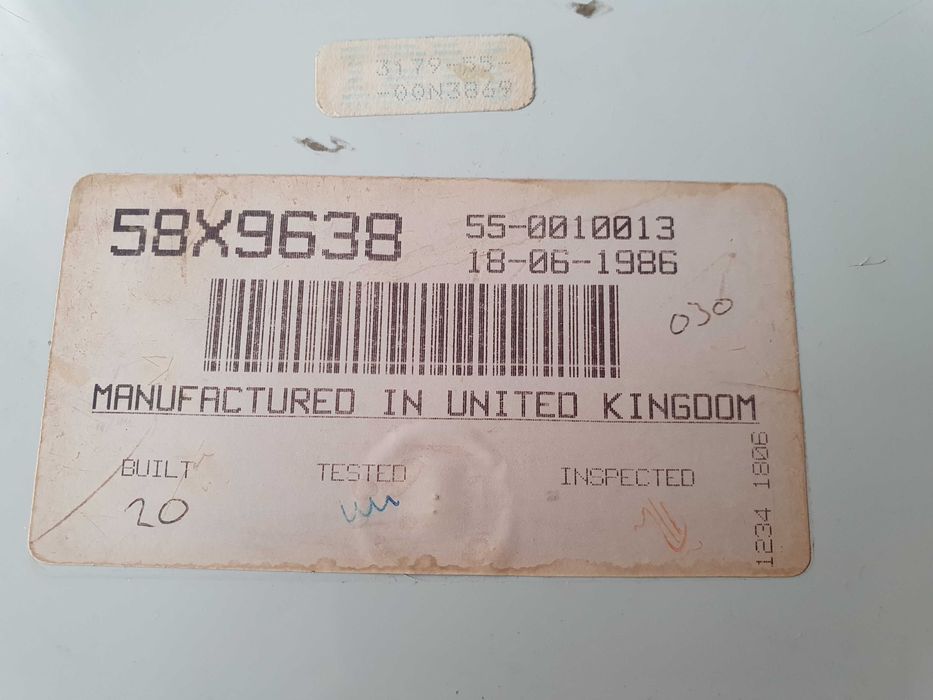 3179-55-
-00N3869
58X9638
55-0010013
18-06-1986
030
MANUFACTURED IN UNITED KINGDOM
BUILT TESTED INSPECTED
20
1234 1806